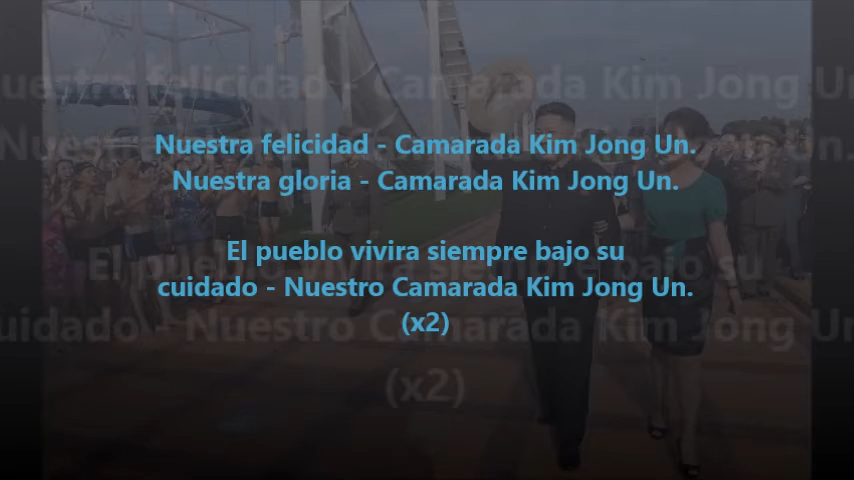 Nuestra felicidad - Camarada Kim Jong Un.
Nuestra gloria - Camarada Kim Jong Un.
El pueblo vivira siempre bajo su
cuidado - Nuestro Camarada Kim Jong Un.
(x2)